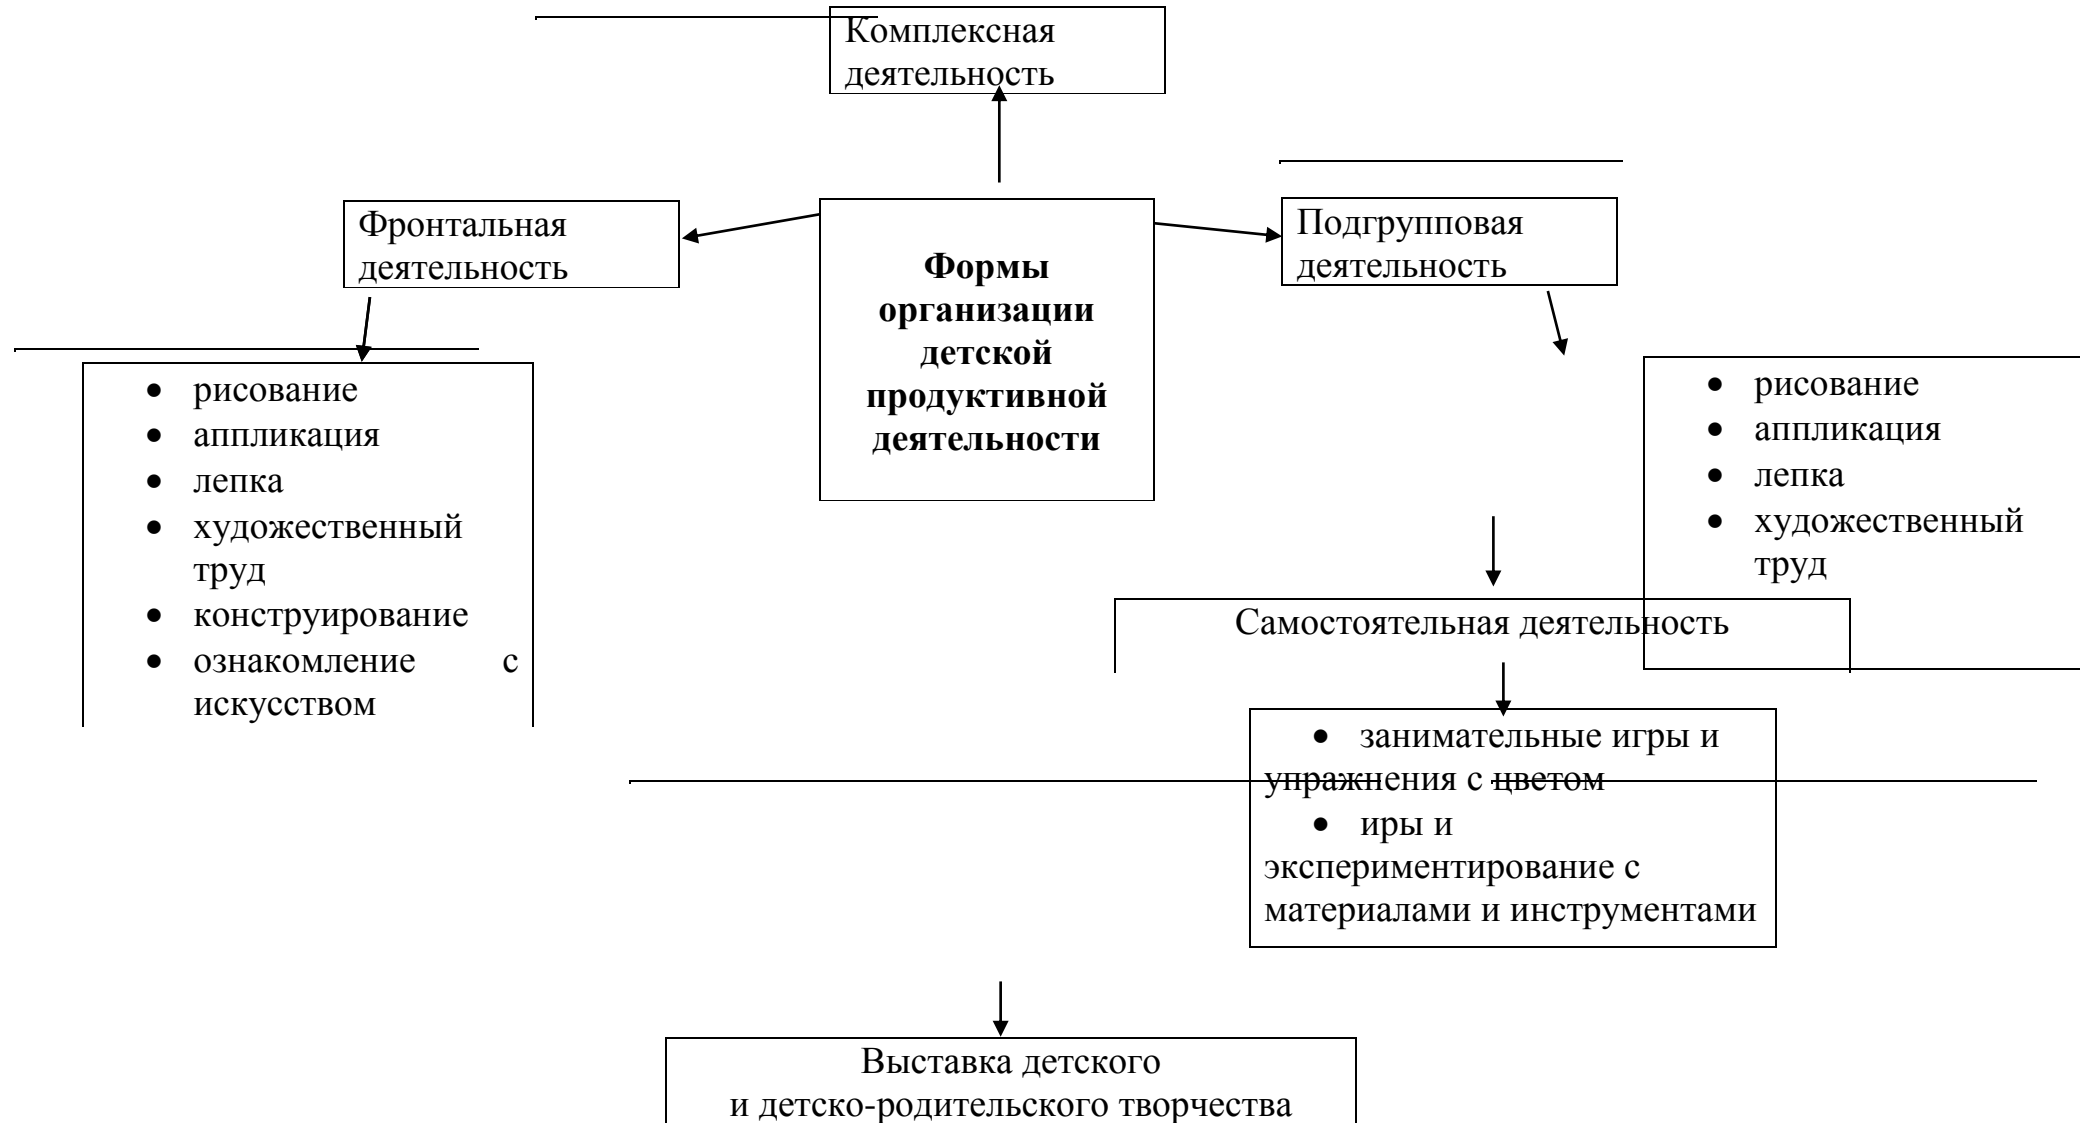 Комплексная
деятельность
Фронтальная
деятельность
Формы
организации
детской
продуктивной
деятельности
Подгрупповая
деятельность
• рисование
• аппликация
• лепка
• художественный
труд
• конструирование
• ознакомление с
искусством
• рисование
• аппликация
• лепка
• художественный
труд
Самостоятельная деятельность
• занимательные игры и
упражнения с цветом
• иры и
экспериментирование с
материалами и инструментами
Выставка детского
и детско-родительского творчества